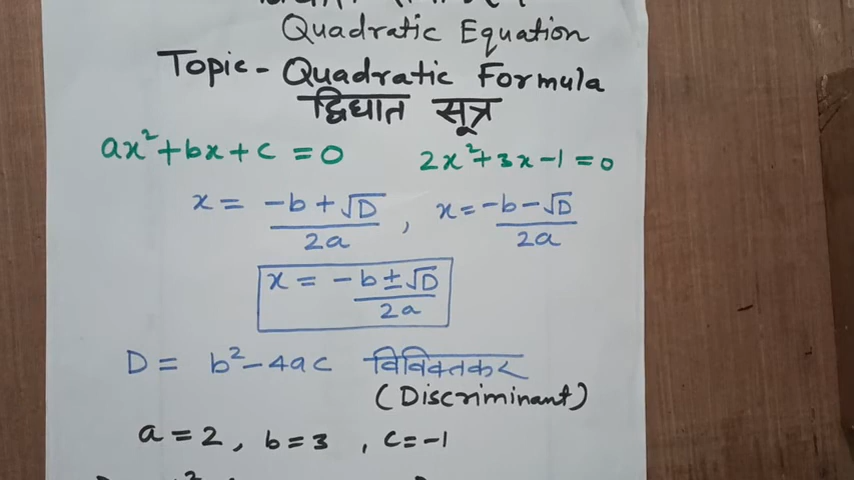 Quadratic Equation
Topic - Quadratic Formula
द्विघात सूत्र
ax²+bx+c = 0 2x²+3x-1=0
x = -b+√D / 2a , x = -b-√D / 2a
x = -b±√D / 2a
D = b²-4ac विविक्तकर
(Discriminant)
a = 2, b = 3, c = -1